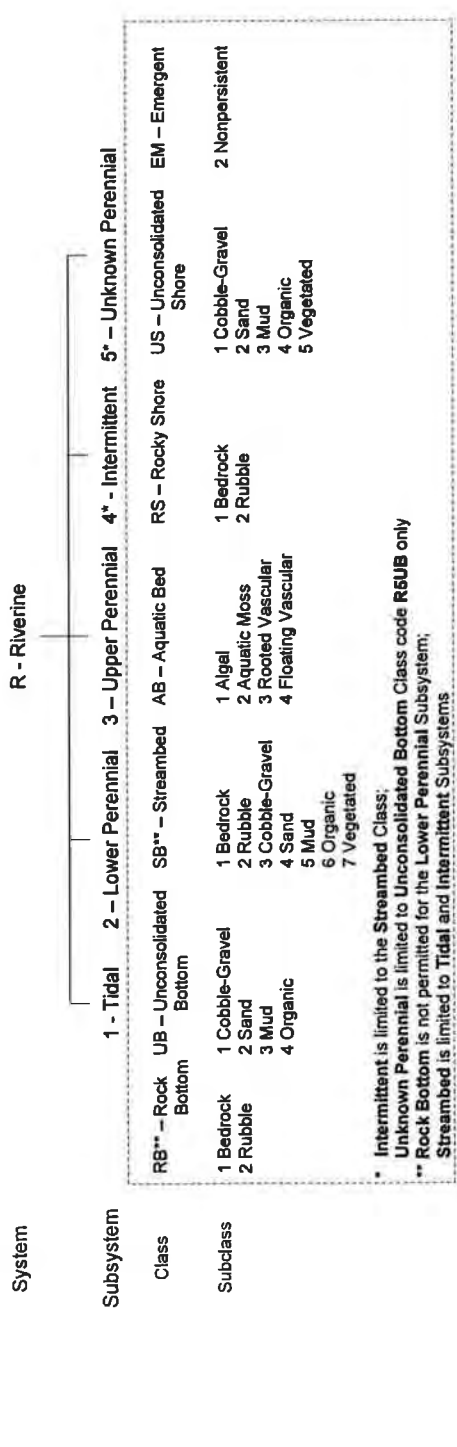 System
R - Riverine
Subsystem
1 - Tidal 2 – Lower Perennial 3 – Upper Perennial 4* - Intermittent 5* – Unknown Perennial
Class
RB** – Rock Bottom
UB – Unconsolidated Bottom
SB** – Streambed
AB – Aquatic Bed
RS – Rocky Shore
US – Unconsolidated Shore
EM – Emergent
Subclass
1 Bedrock
2 Rubble
1 Cobble-Gravel
2 Sand
3 Mud
4 Organic
1 Bedrock
2 Rubble
3 Cobble-Gravel
4 Sand
5 Mud
6 Organic
7 Vegetated
1 Algal
2 Aquatic Moss
3 Rooted Vascular
4 Floating Vascular
1 Bedrock
2 Rubble
1 Cobble-Gravel
2 Sand
3 Mud
4 Organic
5 Vegetated
2 Nonpersistent
* Intermittent is limited to the Streambed Class;
Unknown Perennial is limited to Unconsolidated Bottom Class code R5UB only
** Rock Bottom is not permitted for the Lower Perennial Subsystem;
Streambed is limited to Tidal and Intermittent Subsystems